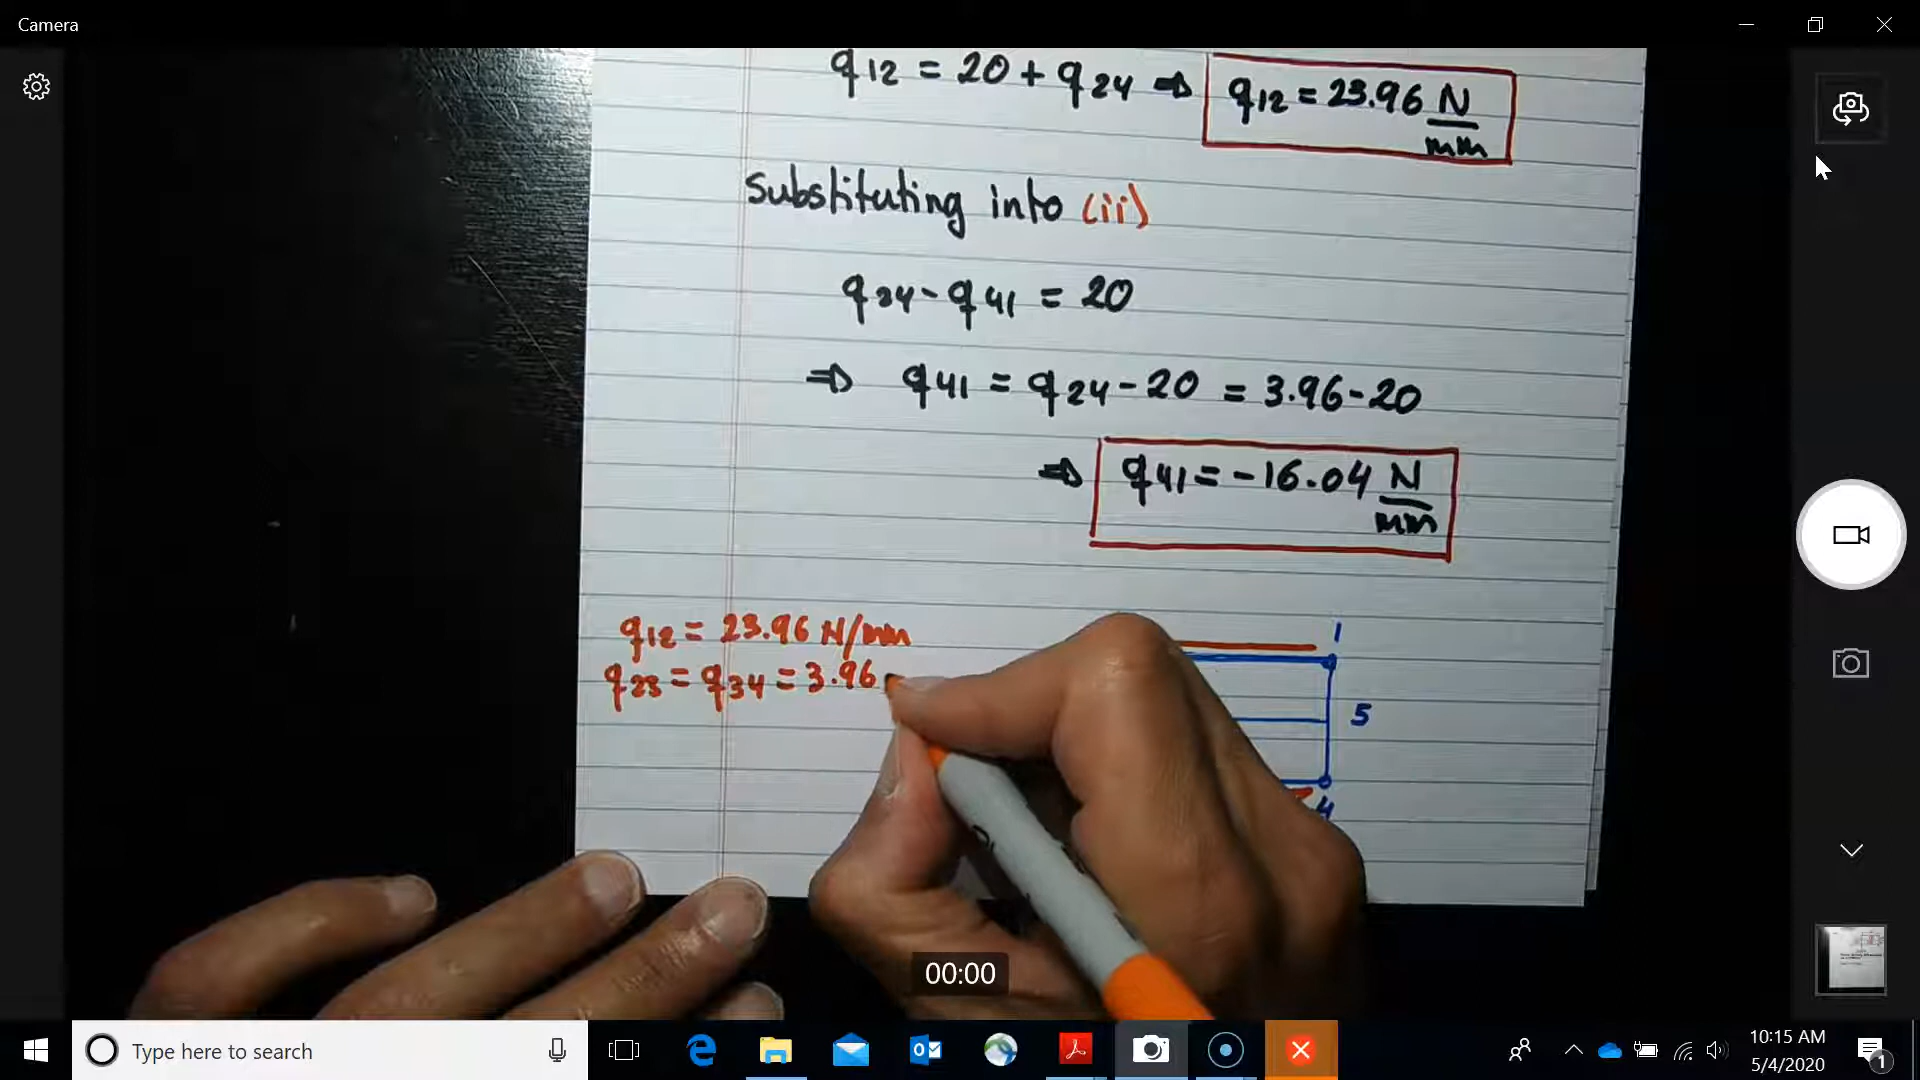 Camera
q12 = 20 + q24 ⇒ q12 = 23.96 N/mm
Substituting into (ii)
q24 - q41 = 20
⇒ q41 = q24 - 20 = 3.96 - 20
⇒ q41 = -16.04 N/mm
q12 = 23.96 N/mm
q23 = q34 = 3.96
1
5
4
00:00
Type here to search
10:15 AM
5/4/2020
1